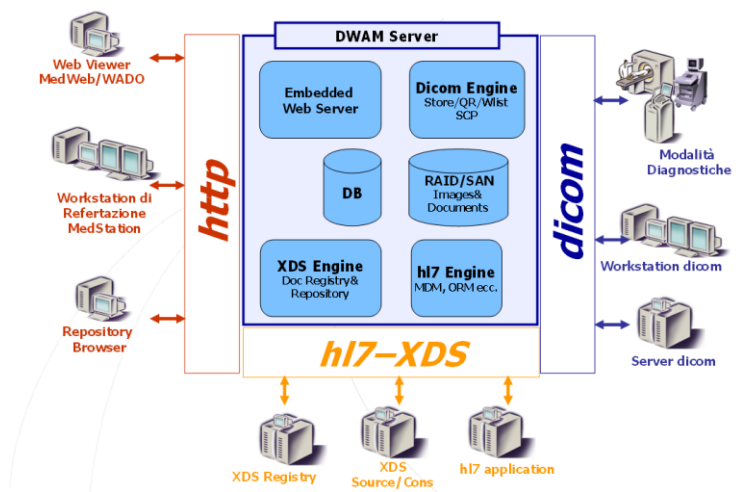 DWAM Server
Web Viewer
MedWeb/WADO
Workstation di
Refertazione
MedStation
Repository
Browser
http
Embedded
Web Server
Dicom Engine
Store/QR/Wlist
SCP
DB
RAID/SAN
Images&
Documents
XDS Engine
Doc Registry&
Repository
hl7 Engine
MDM, ORM ecc.
dicom
Modalità
Diagnostiche
Workstation dicom
Server dicom
hl7–XDS
XDS Registry
XDS
Source/Cons
hl7 application